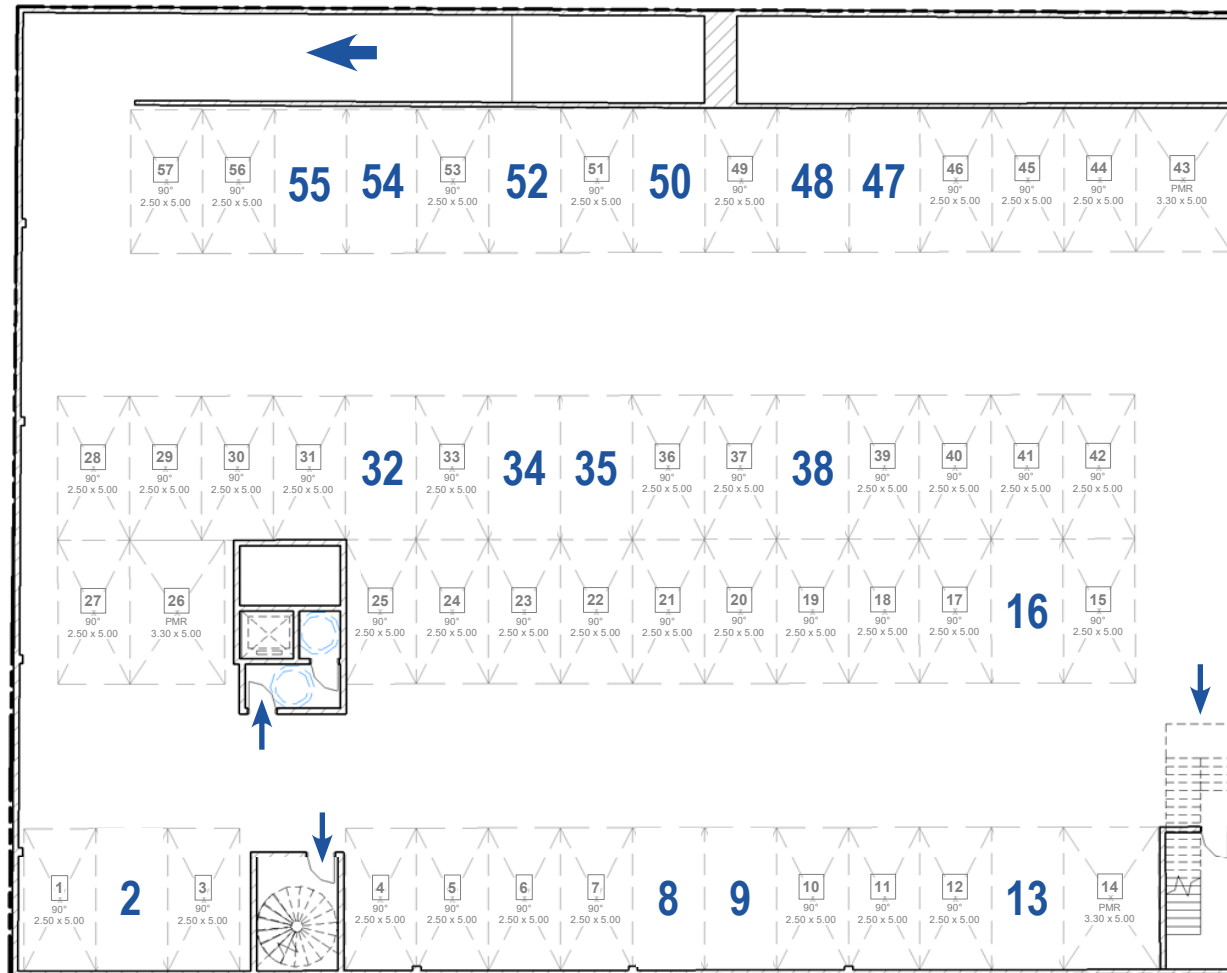 57
90°
2.50 x 5.00
56
90°
2.50 x 5.00
55
54
53
90°
2.50 x 5.00
52
51
90°
2.50 x 5.00
50
49
90°
2.50 x 5.00
48
47
46
90°
2.50 x 5.00
45
90°
2.50 x 5.00
44
90°
2.50 x 5.00
43
PMR
3.30 x 5.00
28
90°
2.50 x 5.00
29
90°
2.50 x 5.00
30
90°
2.50 x 5.00
31
90°
2.50 x 5.00
32
33
90°
2.50 x 5.00
34
35
36
90°
2.50 x 5.00
37
90°
2.50 x 5.00
38
39
90°
2.50 x 5.00
40
90°
2.50 x 5.00
41
90°
2.50 x 5.00
42
90°
2.50 x 5.00
27
90°
2.50 x 5.00
26
PMR
3.30 x 5.00
25
90°
2.50 x 5.00
24
90°
2.50 x 5.00
23
90°
2.50 x 5.00
22
90°
2.50 x 5.00
21
90°
2.50 x 5.00
20
90°
2.50 x 5.00
19
90°
2.50 x 5.00
18
90°
2.50 x 5.00
17
90°
2.50 x 5.00
16
15
90°
2.50 x 5.00
1
90°
2.50 x 5.00
2
3
90°
2.50 x 5.00
4
90°
2.50 x 5.00
5
90°
2.50 x 5.00
6
90°
2.50 x 5.00
7
90°
2.50 x 5.00
8
9
10
90°
2.50 x 5.00
11
90°
2.50 x 5.00
12
90°
2.50 x 5.00
13
14
PMR
3.30 x 5.00